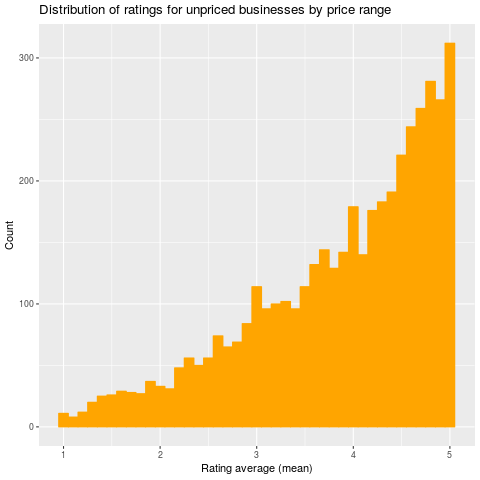 Distribution of ratings for unpriced businesses by price range
Count
300
200
100
0
1 2 3 4 5
Rating average (mean)